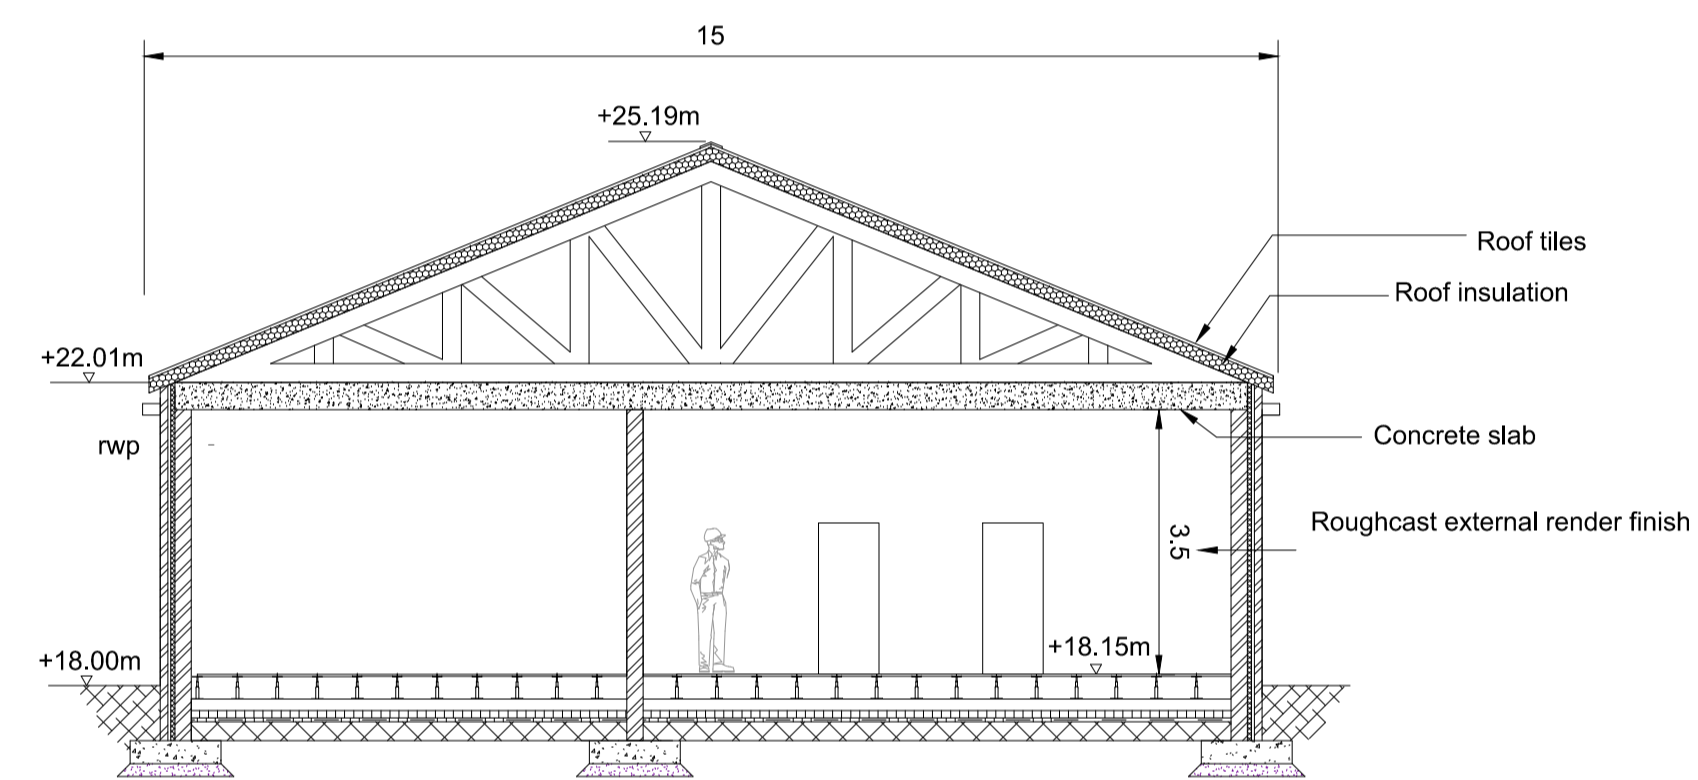 15
+25.19m
Roof tiles
Roof insulation
+22.01m
rwp
Concrete slab
Roughcast external render finish
3.5
+18.15m
+18.00m